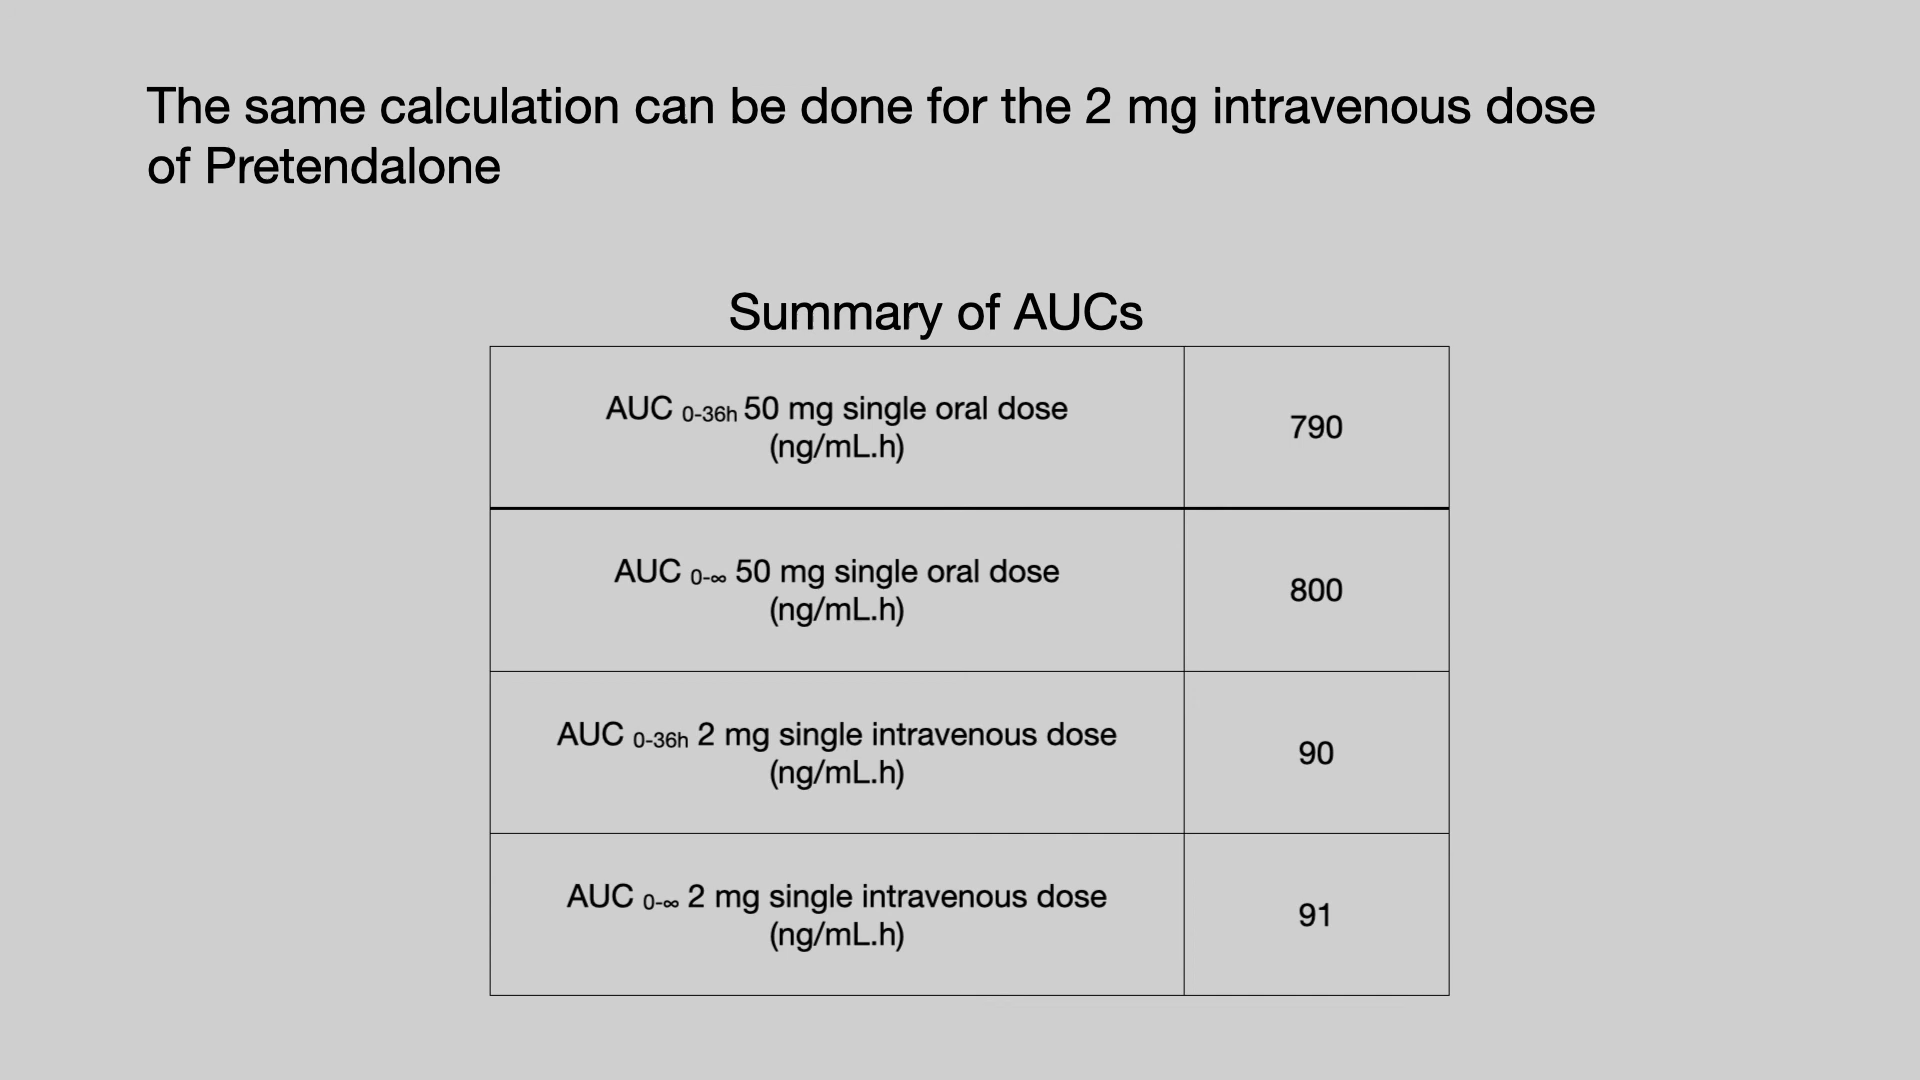 The same calculation can be done for the 2 mg intravenous dose
of Pretendalone
Summary of AUCs
AUC 0-36h 50 mg single oral dose
(ng/mL.h)
790
AUC 0-∞ 50 mg single oral dose
(ng/mL.h)
800
AUC 0-36h 2 mg single intravenous dose
(ng/mL.h)
90
AUC 0-∞ 2 mg single intravenous dose
(ng/mL.h)
91